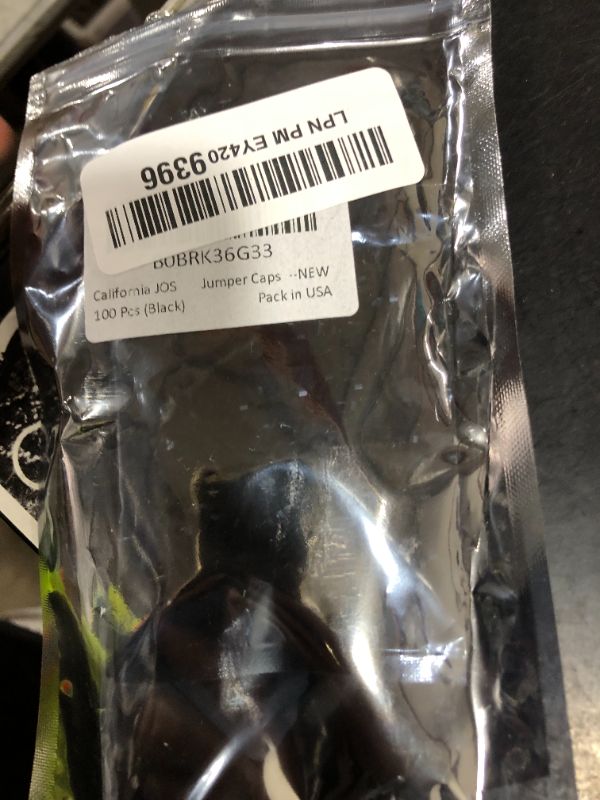 LPN PM EY420 9396
B0BRK36G33
California JOS Jumper Caps --NEW
100 Pcs (Black) Pack in USA